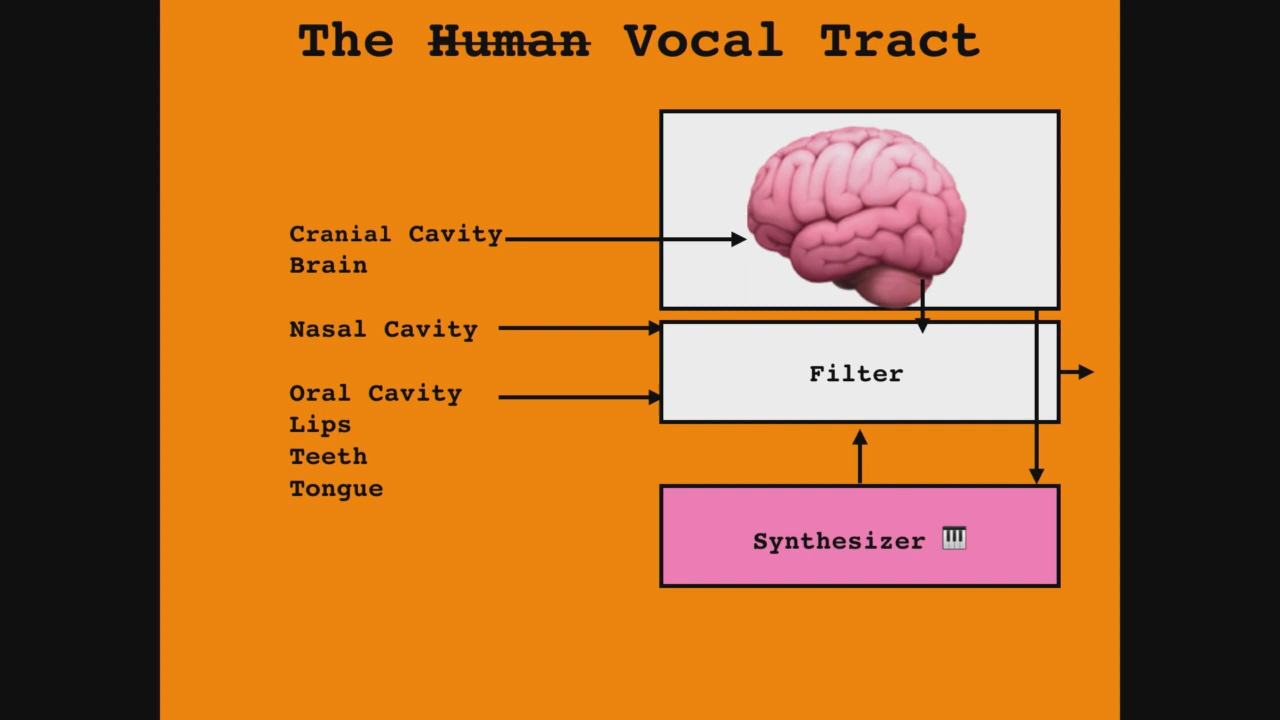 The Human Vocal Tract
Cranial Cavity
Brain
Nasal Cavity
Filter
Oral Cavity
Lips
Teeth
Tongue
Synthesizer